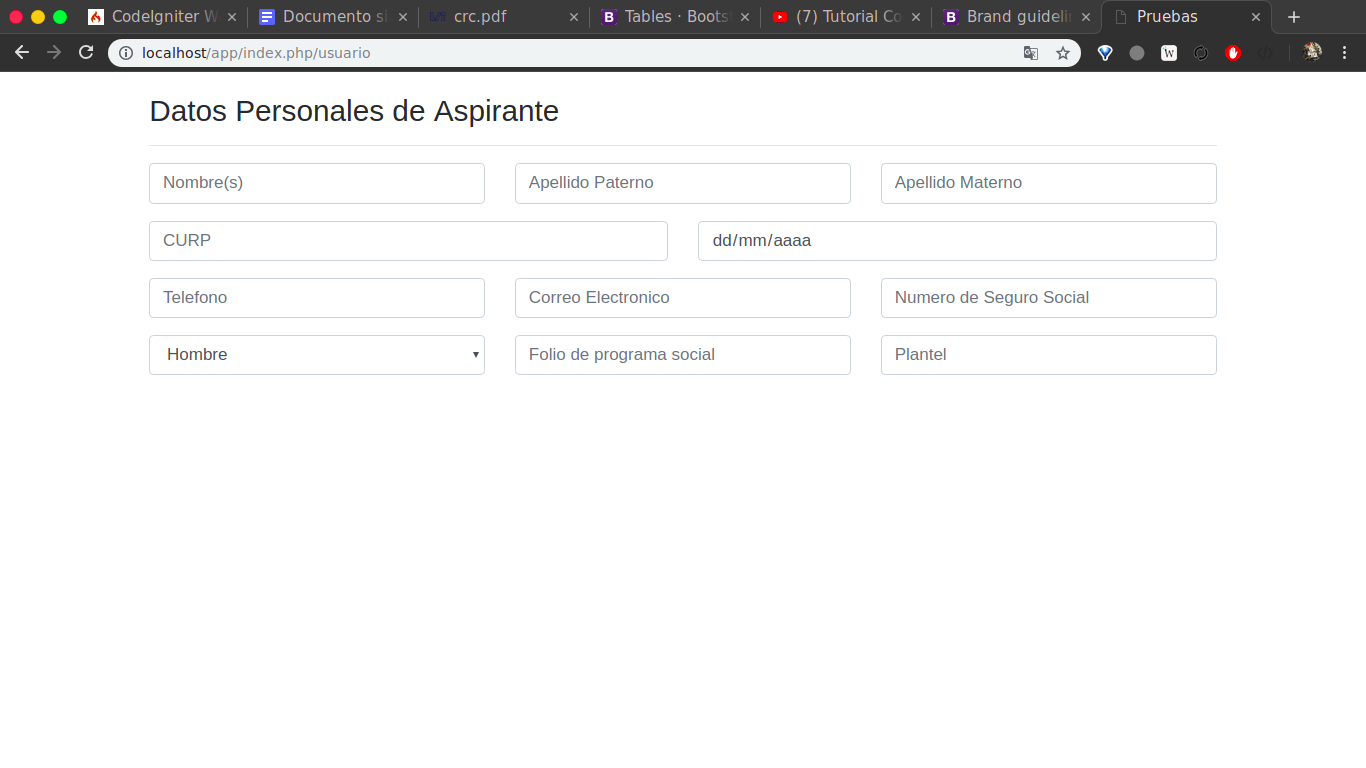 CodeIgniter W
Documento si
crc.pdf
Tables · Boots
(7) Tutorial Co
Brand guidelin
Pruebas
localhost/app/index.php/usuario
Datos Personales de Aspirante
Nombre(s) Apellido Paterno Apellido Materno
CURP dd/mm/aaaa
Telefono Correo Electronico Numero de Seguro Social
Hombre Folio de programa social Plantel